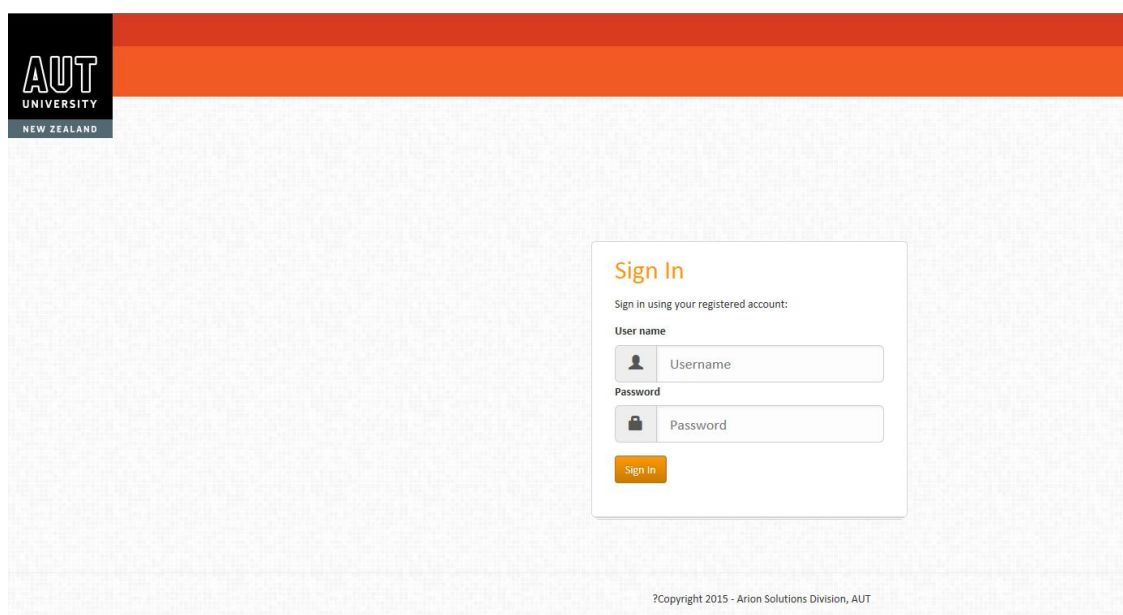 AUT
UNIVERSITY
NEW ZEALAND
Sign In
Sign in using your registered account:
User name
Username
Password
Password
Sign In
?Copyright 2015 - Arion Solutions Division, AUT